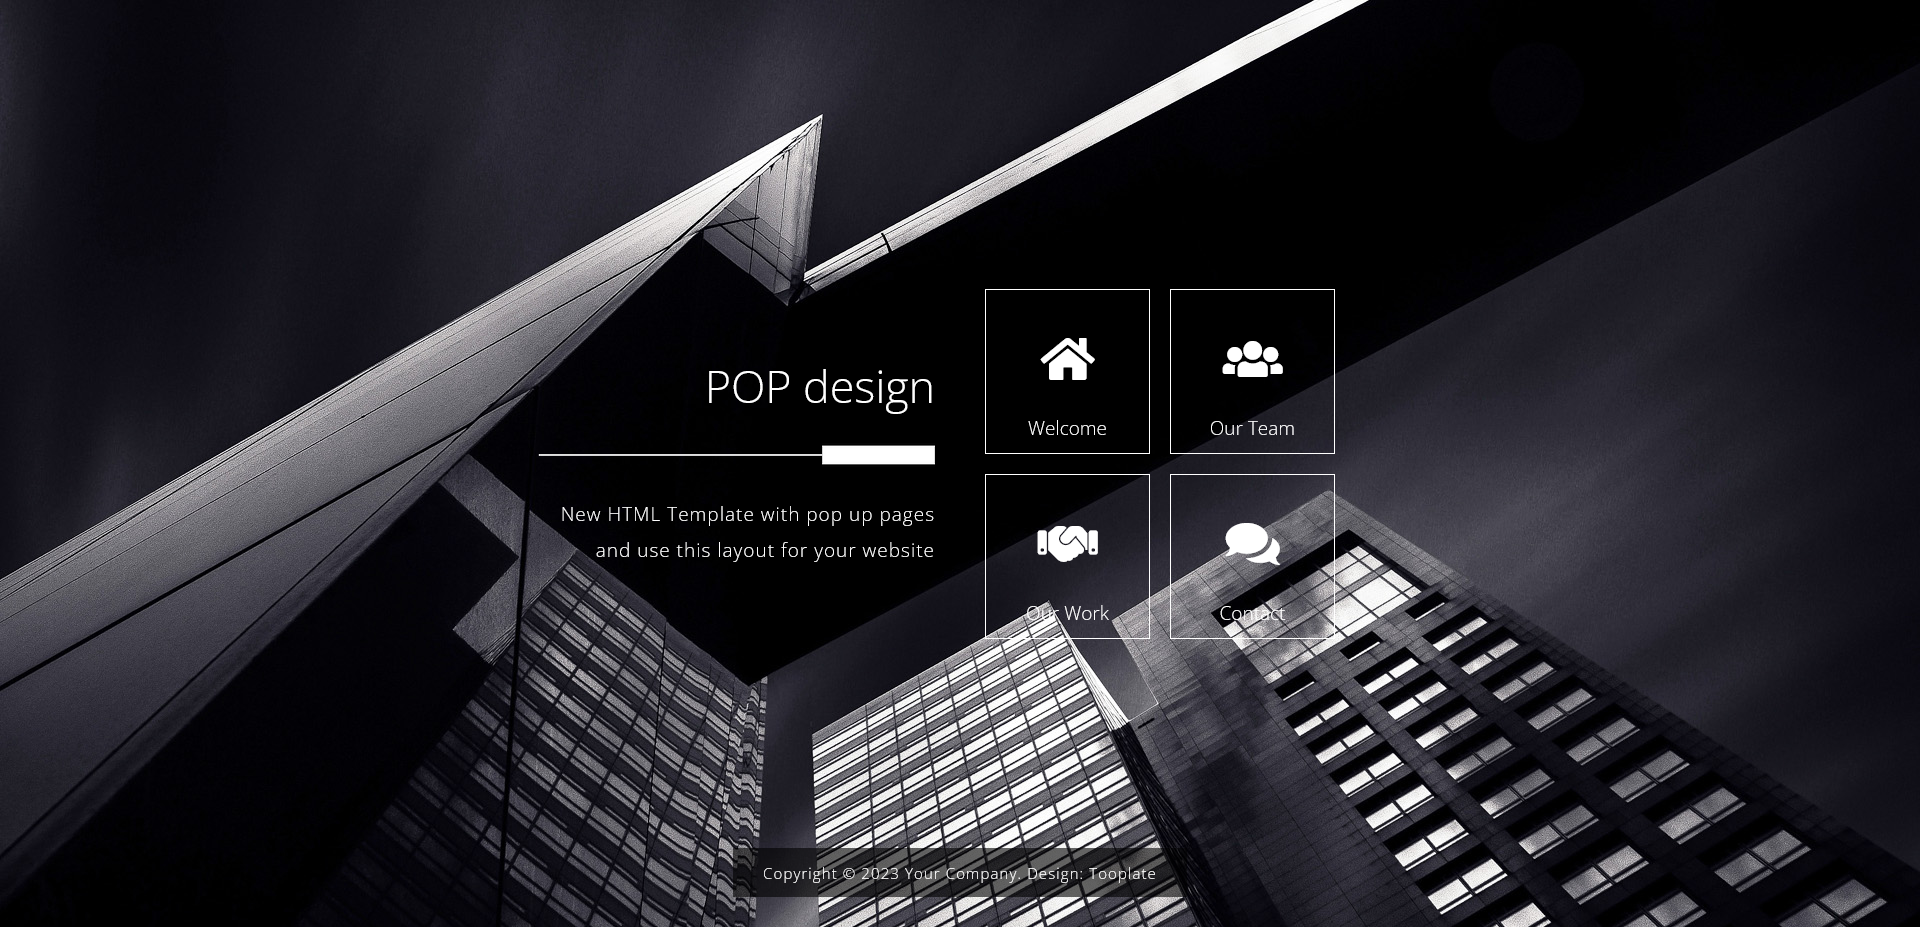 POP design
New HTML Template with pop up pages
and use this layout for your website
Welcome
Our Team
Our Work
Contact
Copyright © 2023 Your Company. Design: Tooplate